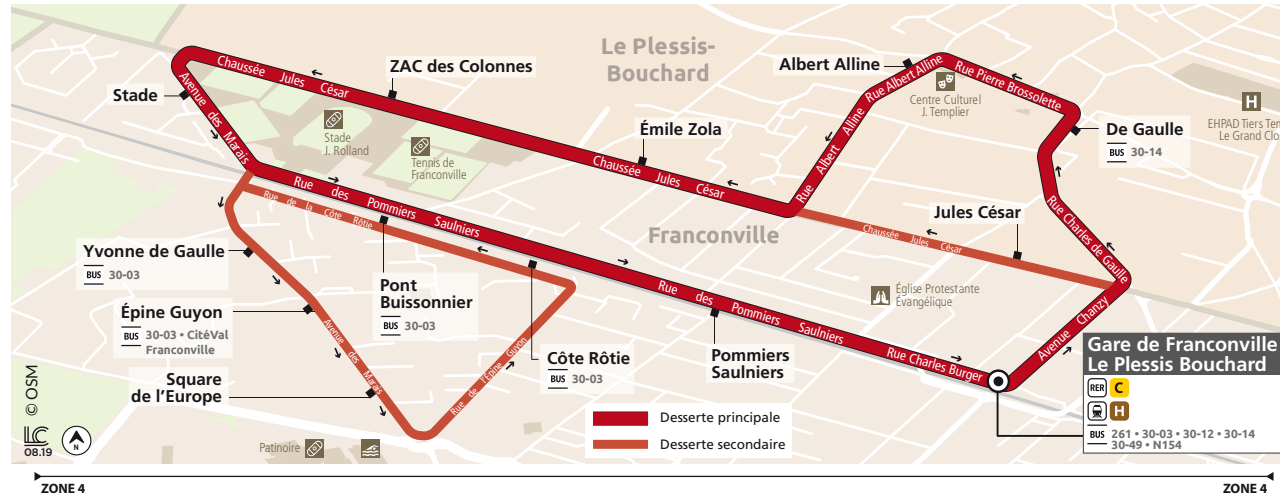 Le Plessis-
Bouchard
ZAC des Colonnes
Albert Alline
Stade
Chaussée Jules César
Avenue des Marais
Stade
J. Rolland
Tennis de
Franconville
Émile Zola
Chaussée Jules César
Rue Albert Alline
Rue Albert Alline
Rue Pierre Brossolette
Centre Culturel
J. Templier
De Gaulle
BUS 30-14
H
EHPAD Tiers Tem
Le Grand Clos
Rue Charles de Gaulle
Jules César
Chaussée Jules César
Franconville
Rue des Pommiers Saulniers
Rue de la Côte Rôtie
Yvonne de Gaulle
BUS 30-03
Épine Guyon
BUS 30-03 • CitéVal
Franconville
Square
de l'Europe
Avenue des Marais
Rue de l'Épine Guyon
Pont
Buissonnier
BUS 30-03
Côte Rôtie
BUS 30-03
Rue des Pommiers Saulniers
Pommiers
Saulniers
Rue Charles Burger
Avenue Chanzy
Église Protestante
Évangélique
Gare de Franconville
Le Plessis Bouchard
RER C
H
BUS 261 • 30-03 • 30-12 • 30-14
30-49 • N154
Desserte principale
Desserte secondaire
Patinoire
© OSM
LC
08.19
N
ZONE 4
ZONE 4